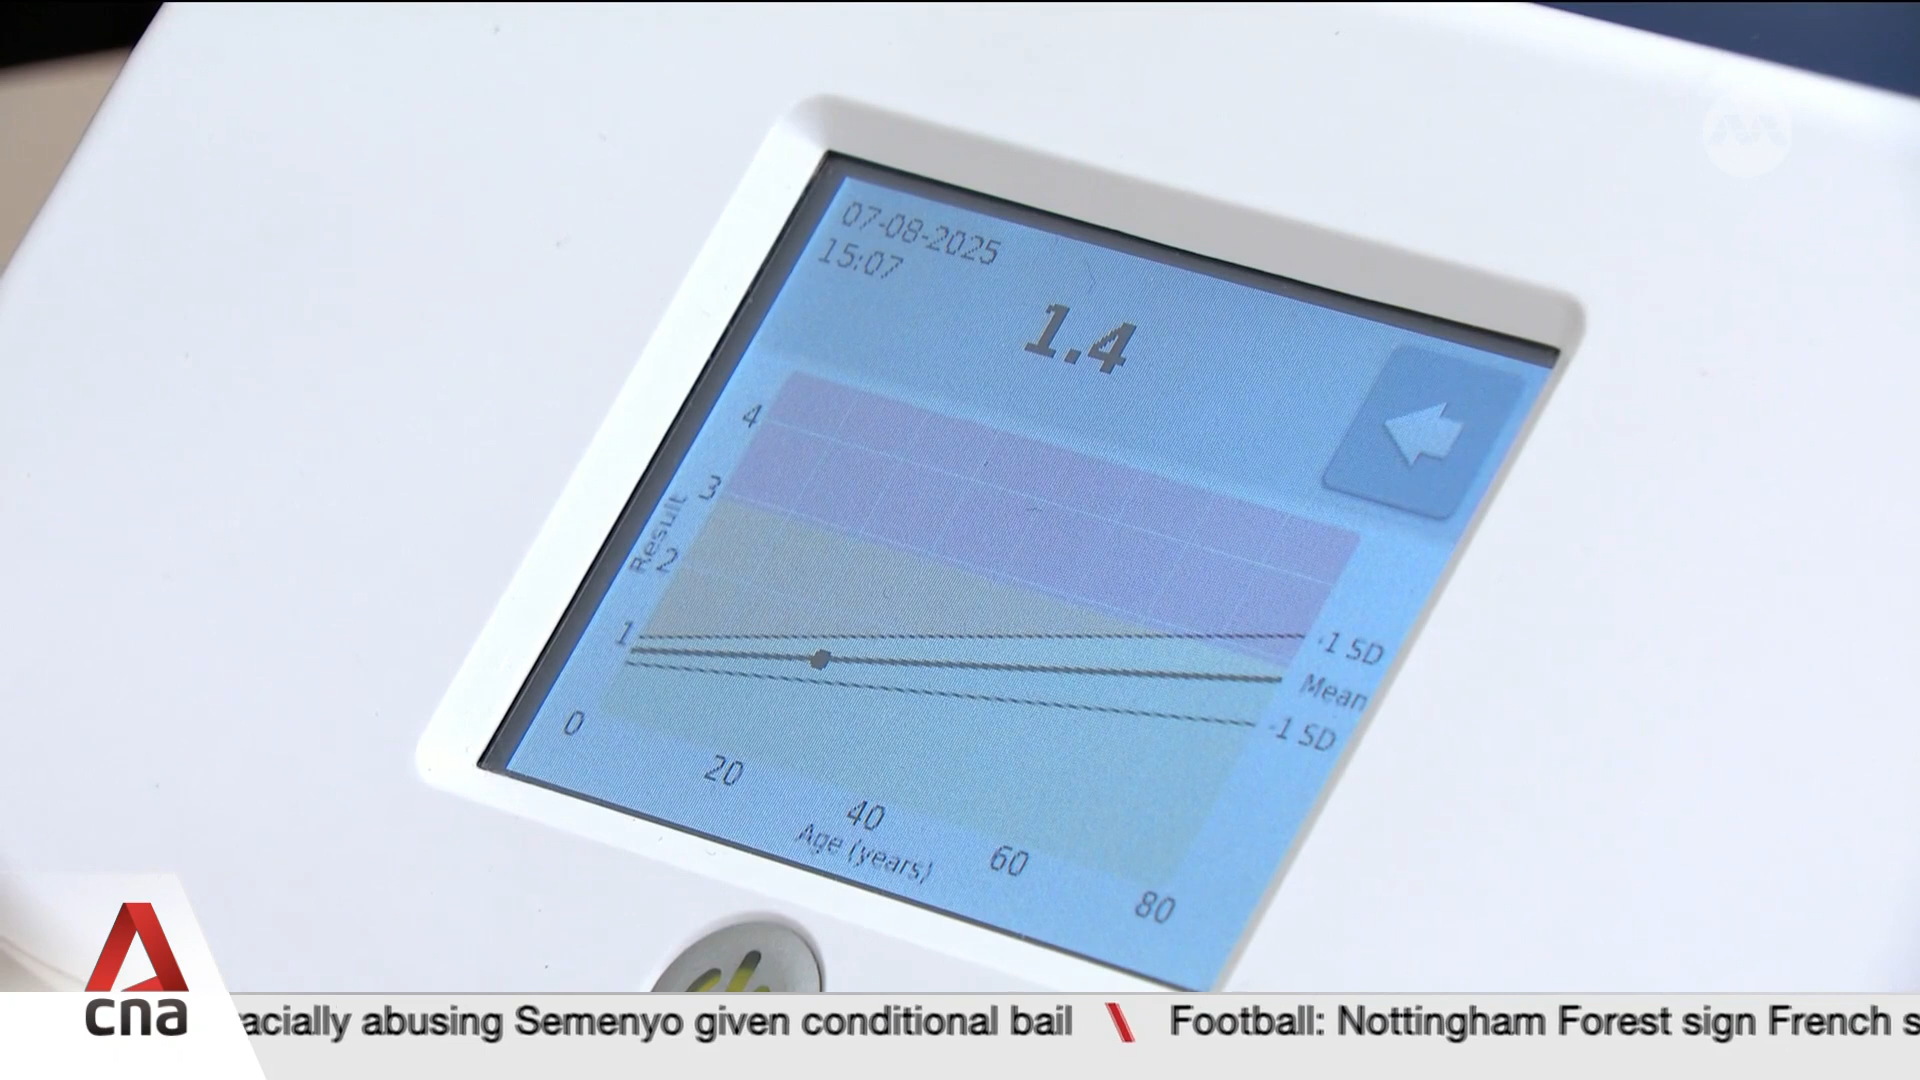 07-08-2025
15:07
1.4
4
3
Result
2
1
0
20
40
60
80
Age (years)
-1 SD
Mean
-1 SD
cna
acially abusing Semenyo given conditional bail
Football: Nottingham Forest sign French s